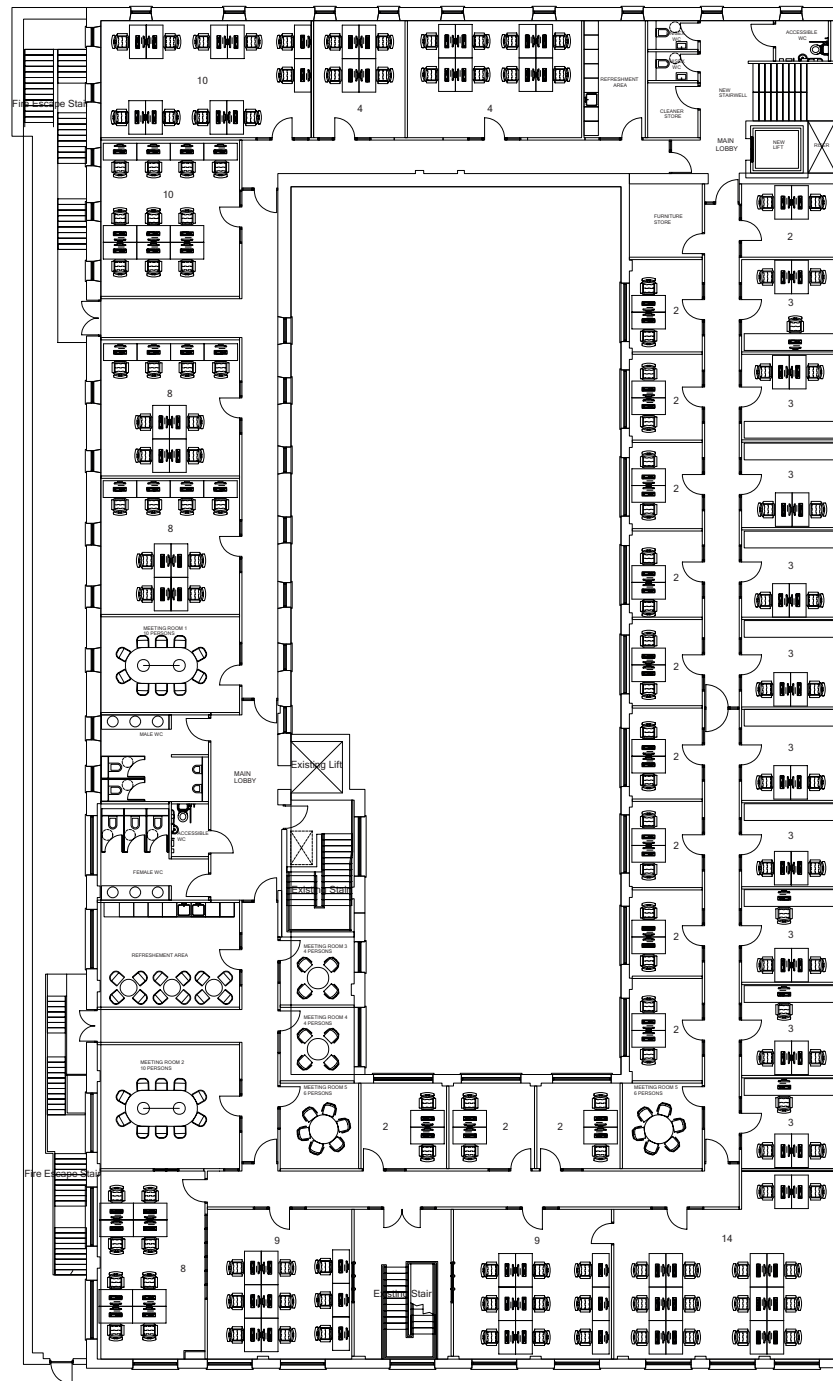 ACCESSIBLE
WC
WC
WC
REFRESHMENT
AREA
CLEANER
STORE
NEW
STAIRWELL
MAIN
LOBBY
NEW
LIFT
RISER
Fire Escape Stair
10
4
4
10
FURNITURE
STORE
2
3
2
8
2
3
2
3
8
2
3
MEETING ROOM 1
10 PERSONS
2
3
MALE WC
MAIN
LOBBY
Existing Lift
2
3
ACCESSIBLE
WC
2
3
FEMALE WC
Existing Stair
REFRESHEMENT AREA
MEETING ROOM 3
4 PERSONS
2
3
MEETING ROOM 4
4 PERSONS
2
3
MEETING ROOM 2
10 PERSONS
MEETING ROOM 5
6 PERSONS
2
2
2
MEETING ROOM 5
6 PERSONS
3
Fire Escape Stair
8
9
Existing Stair
9
14